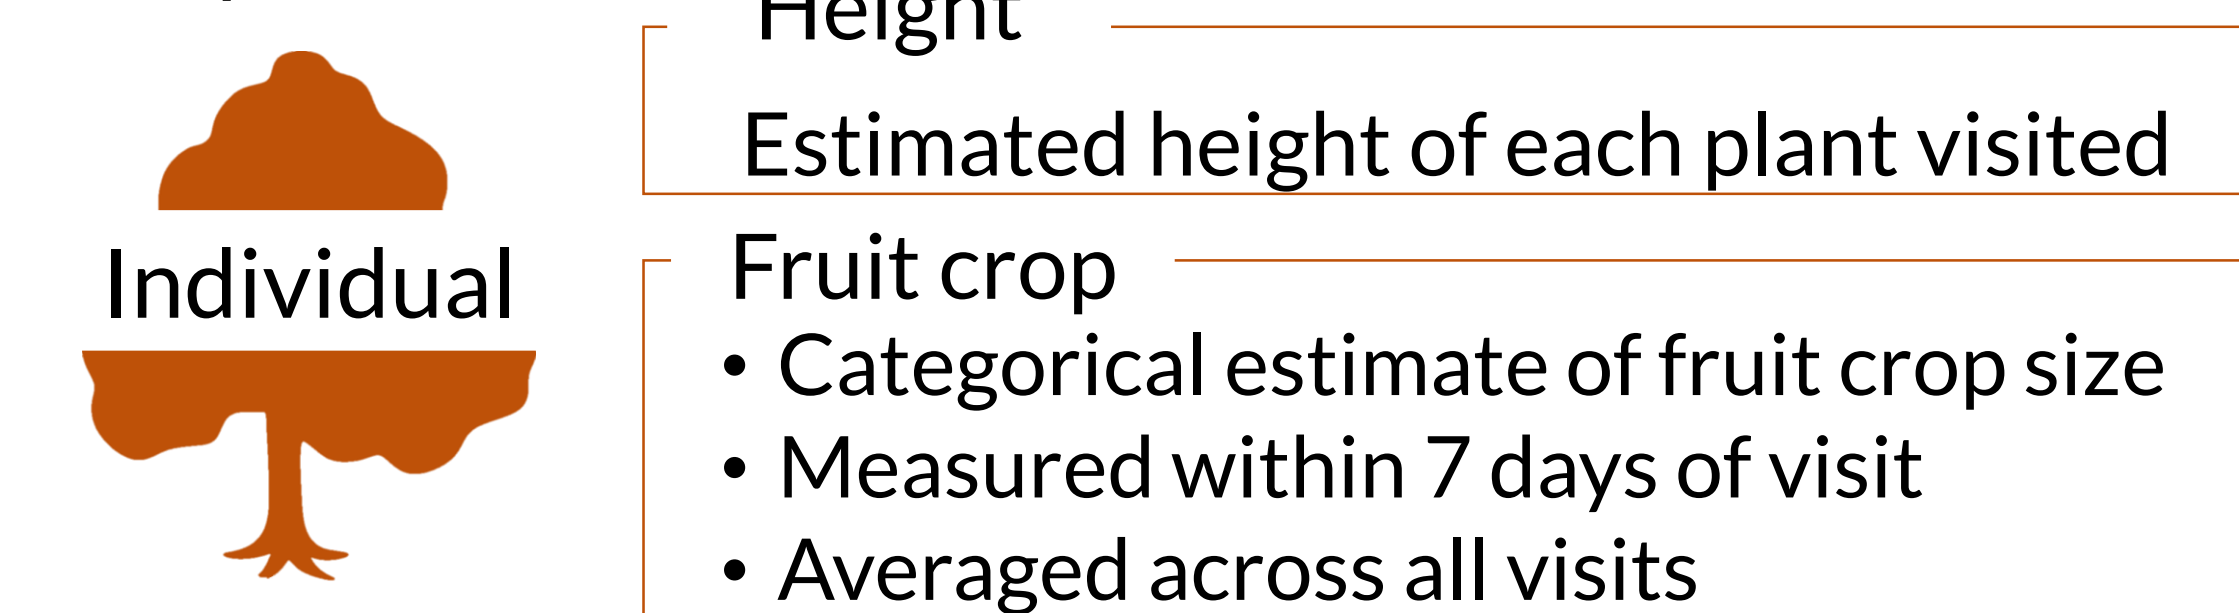 Height
Estimated height of each plant visited
Individual
Fruit crop
• Categorical estimate of fruit crop size
• Measured within 7 days of visit
• Averaged across all visits